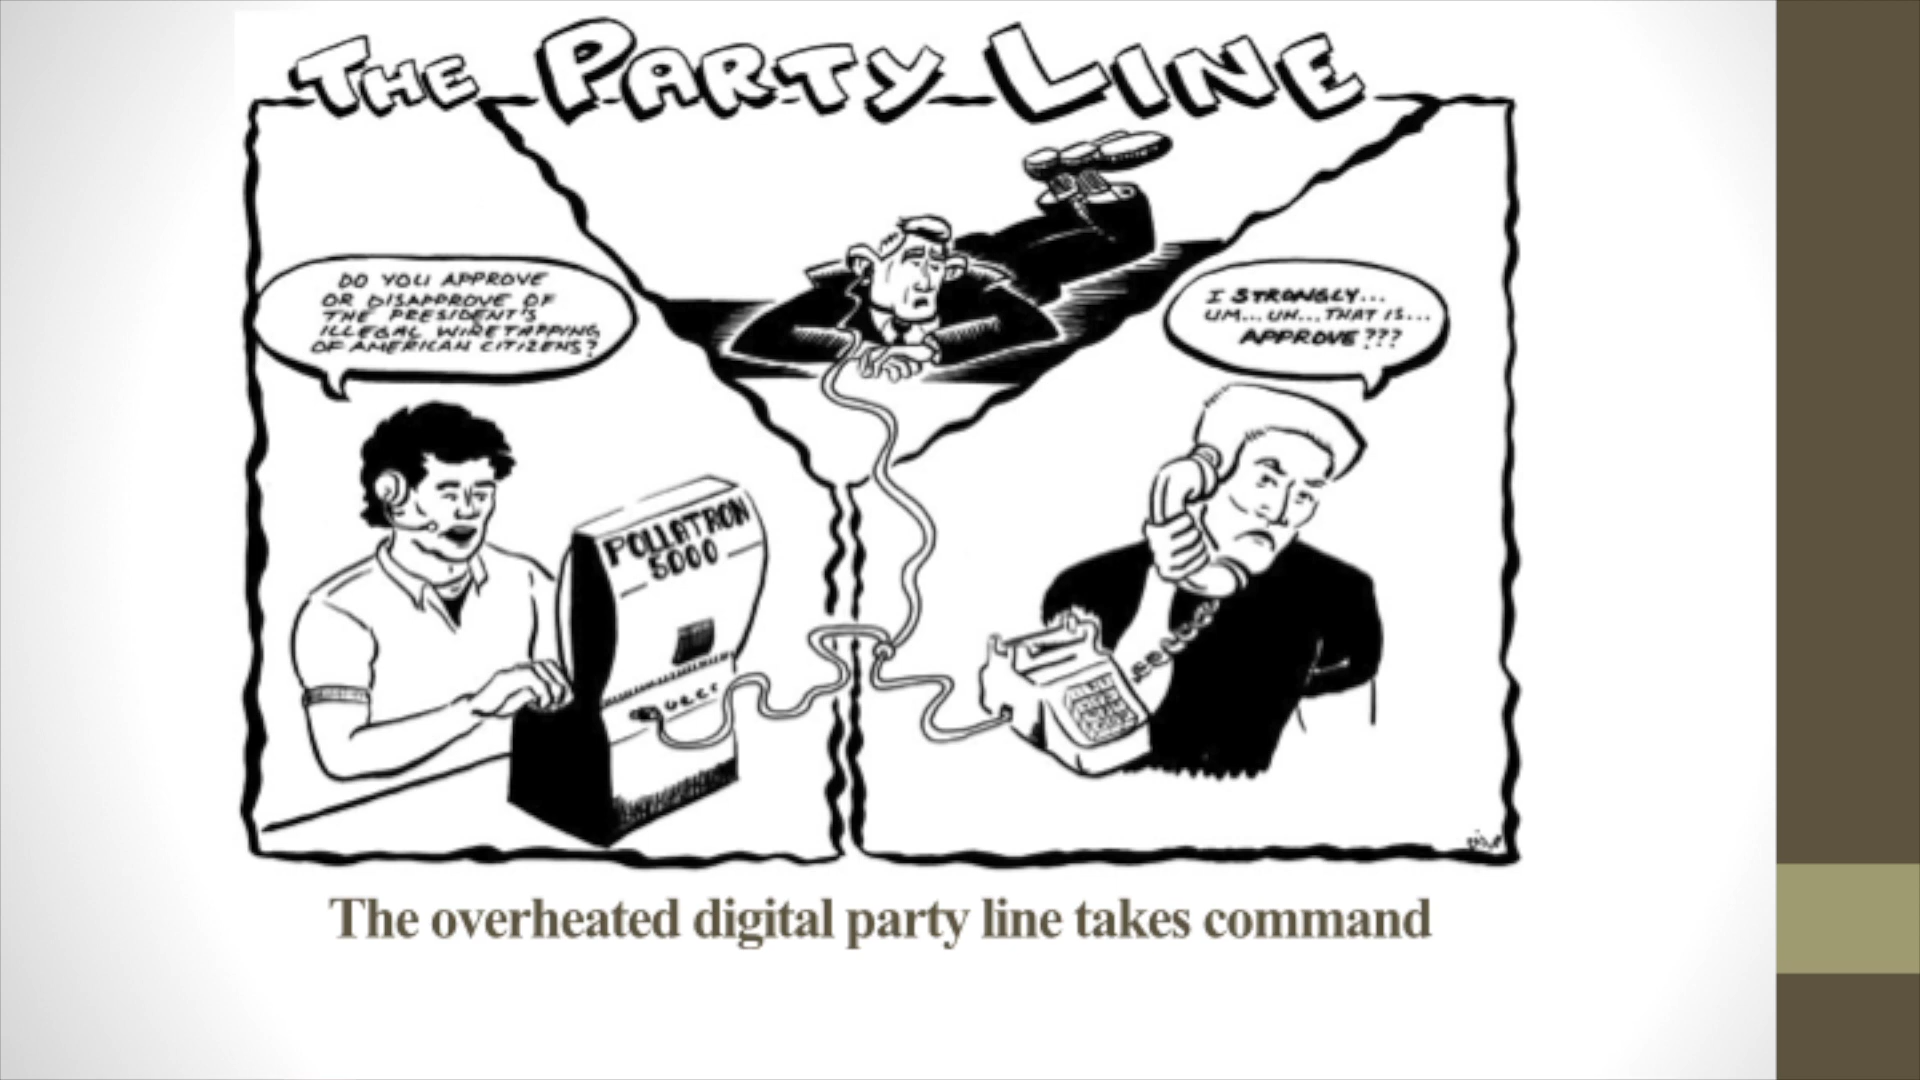 THE PARTY LINE
DO YOU APPROVE
OR DISAPPROVE OF
THE PRESIDENT'S
ILLEGAL WIRETAPPING
OF AMERICAN CITIZENS?
I STRONGLY...
UM... UH... THAT IS...
APPROVE???
POLLATRON
5000
The overheated digital party line takes command